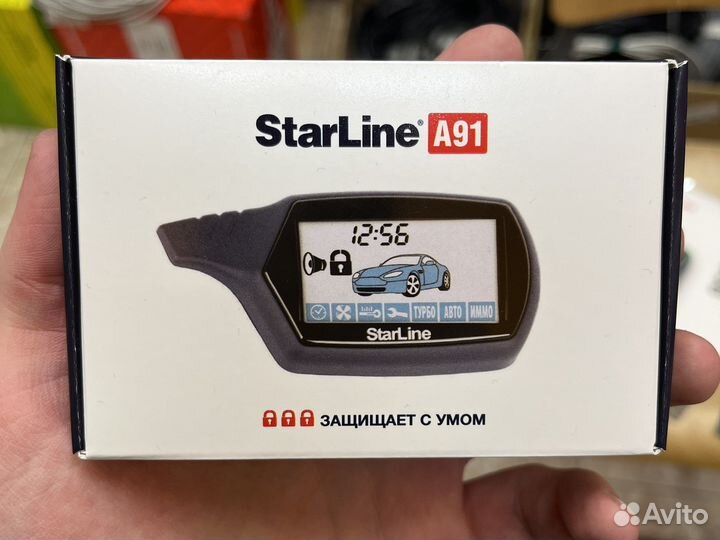 StarLine® A91
12:56
ТУРБО АВТО ИММО
StarLine
ЗАЩИЩАЕТ С УМОМ
Avito